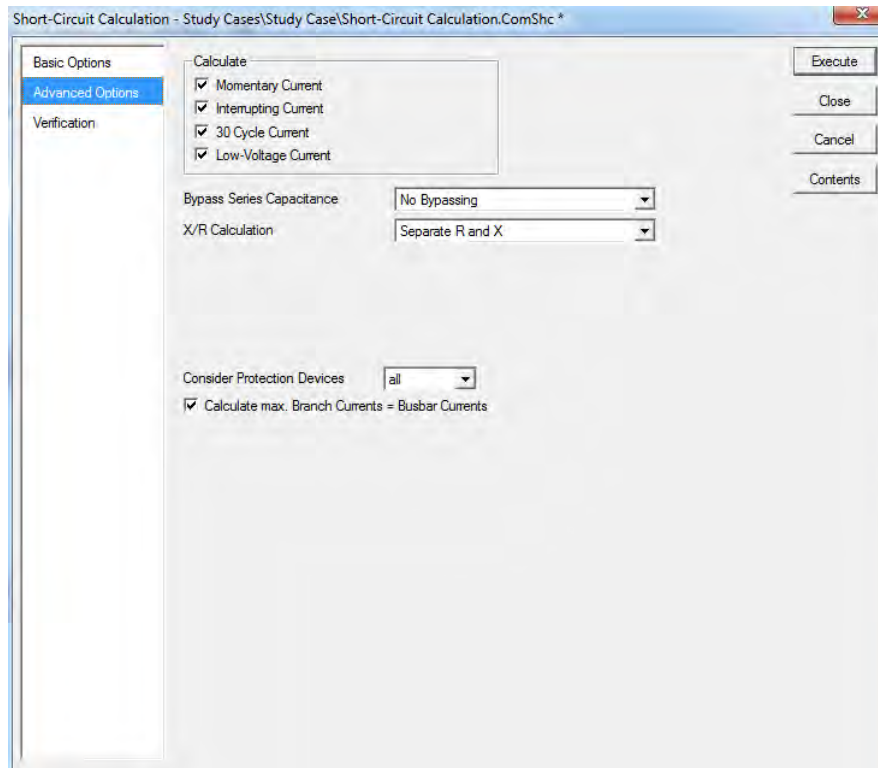 Short-Circuit Calculation - Study Cases\Study Case\Short-Circuit Calculation.ComShc *
Basic Options
Advanced Options
Verification
Calculate
Momentary Current
Interrupting Current
30 Cycle Current
Low-Voltage Current
Bypass Series Capacitance
No Bypassing
X/R Calculation
Separate R and X
Consider Protection Devices
all
Calculate max. Branch Currents = Busbar Currents
Execute
Close
Cancel
Contents